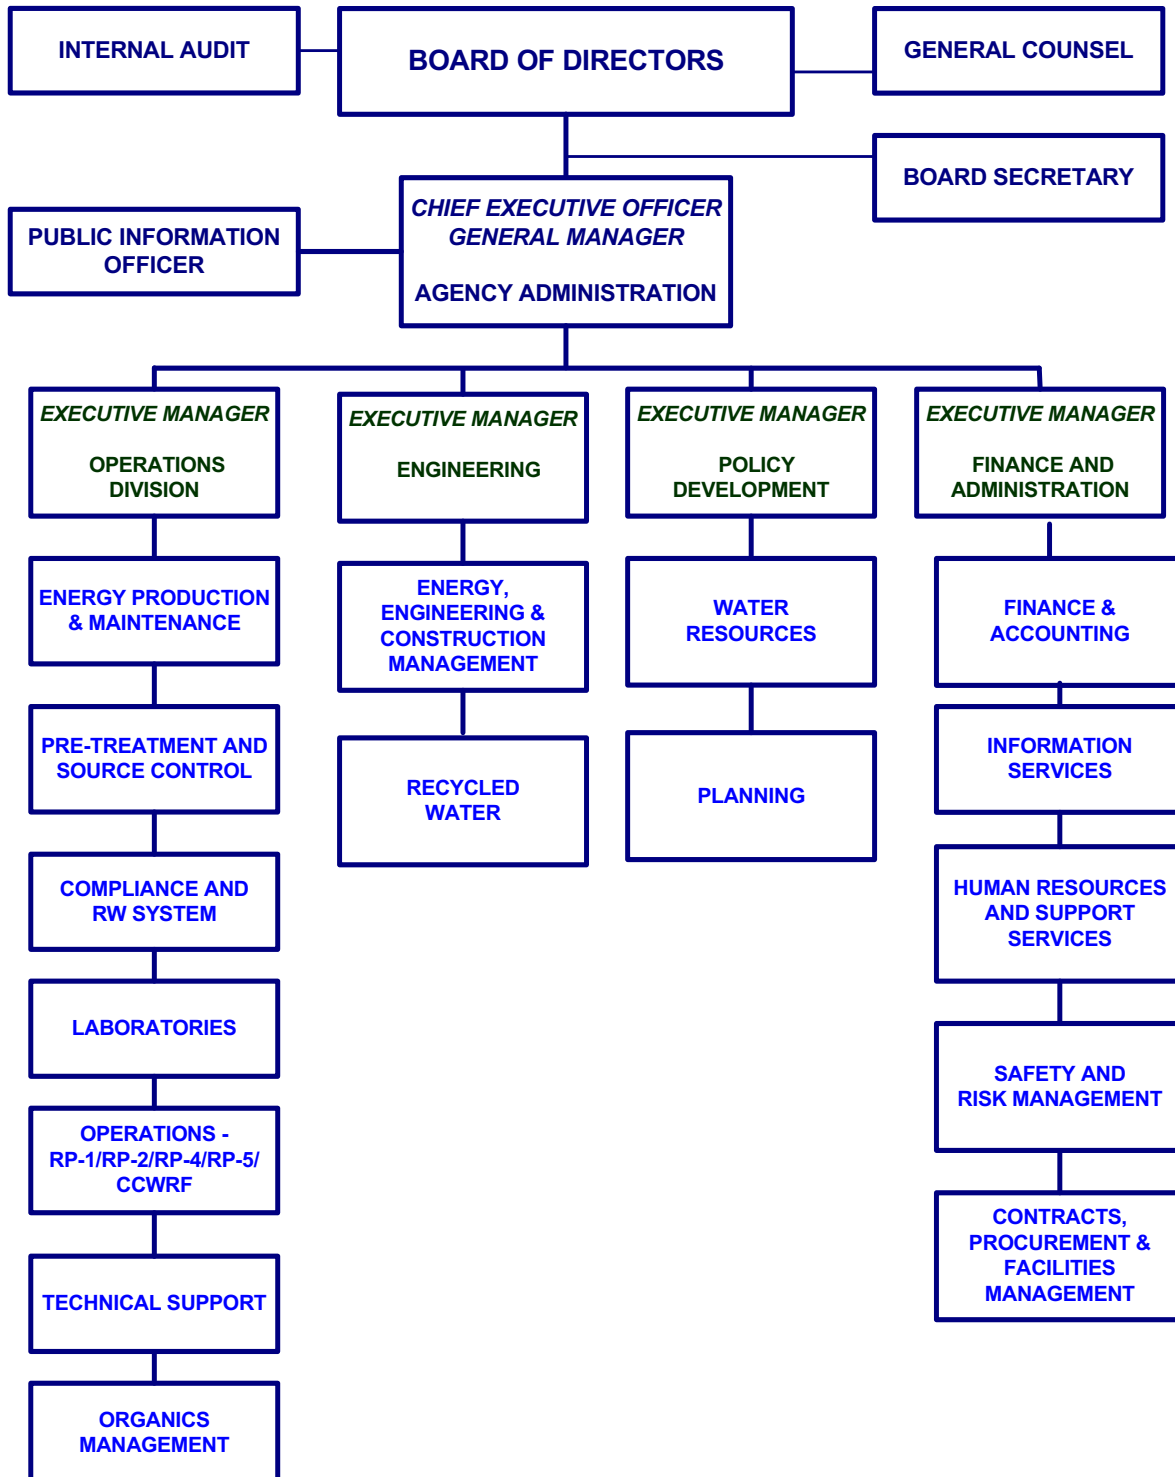 INTERNAL AUDIT
BOARD OF DIRECTORS
GENERAL COUNSEL
BOARD SECRETARY
CHIEF EXECUTIVE OFFICER
GENERAL MANAGER
AGENCY ADMINISTRATION
PUBLIC INFORMATION
OFFICER
EXECUTIVE MANAGER
OPERATIONS
DIVISION
ENERGY PRODUCTION
& MAINTENANCE
PRE-TREATMENT AND
SOURCE CONTROL
COMPLIANCE AND
RW SYSTEM
LABORATORIES
OPERATIONS -
RP-1/RP-2/RP-4/RP-5/
CCWRF
TECHNICAL SUPPORT
ORGANICS
MANAGEMENT
EXECUTIVE MANAGER
ENGINEERING
ENERGY,
ENGINEERING &
CONSTRUCTION
MANAGEMENT
RECYCLED
WATER
EXECUTIVE MANAGER
POLICY
DEVELOPMENT
WATER
RESOURCES
PLANNING
EXECUTIVE MANAGER
FINANCE AND
ADMINISTRATION
FINANCE &
ACCOUNTING
INFORMATION
SERVICES
HUMAN RESOURCES
AND SUPPORT
SERVICES
SAFETY AND
RISK MANAGEMENT
CONTRACTS,
PROCUREMENT &
FACILITIES
MANAGEMENT